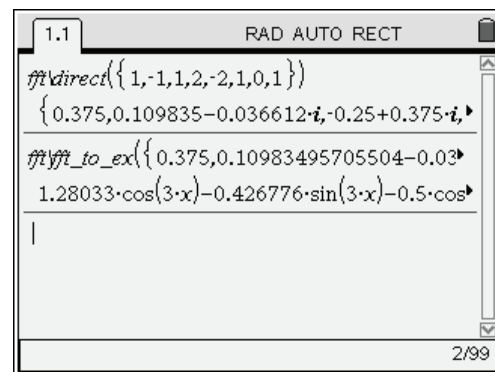 1.1 RAD AUTO RECT
fft\direct({1,-1,1,2,-2,1,0,1})
{0.375,0.109835-0.036612·i,-0.25+0.375·i,▸
fft\fft_to_ex({0.375,0.10983495705504-0.03▸
1.28033·cos(3·x)-0.426776·sin(3·x)-0.5·cos▸
2/99